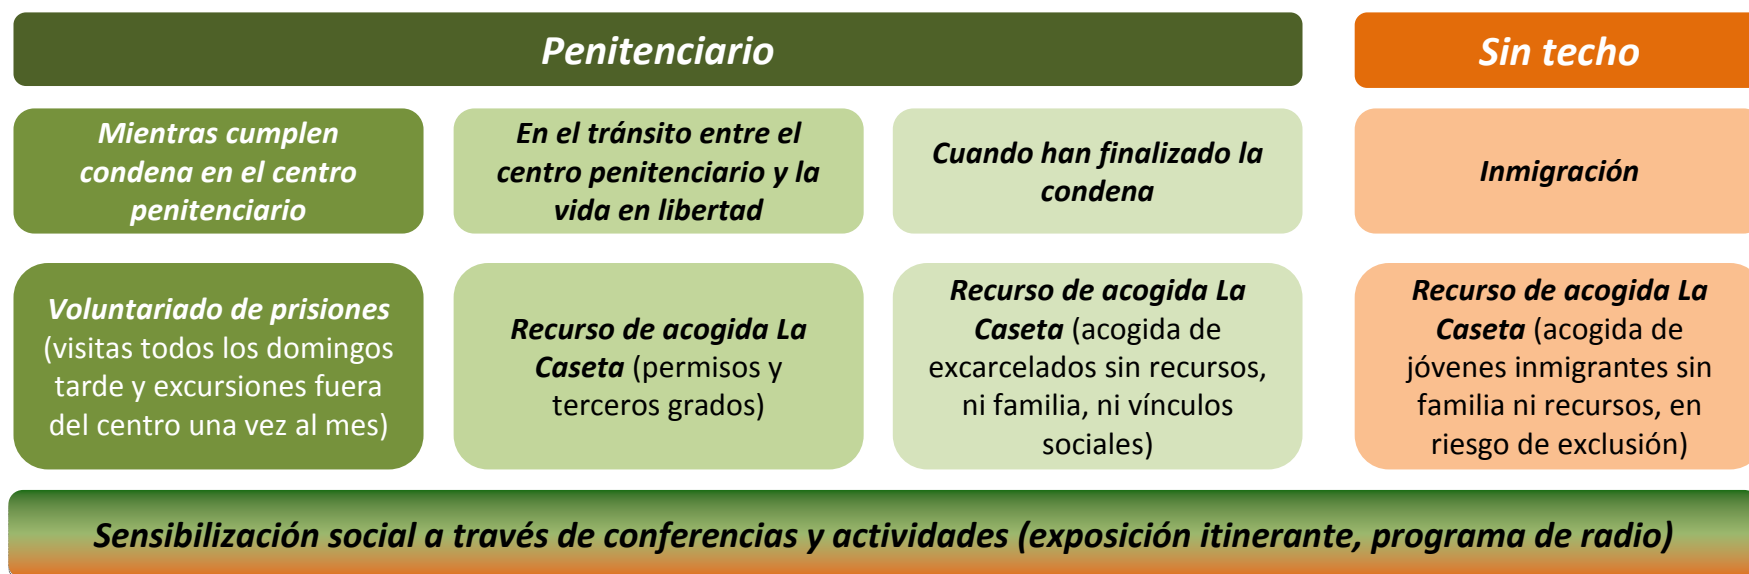 Penitenciario
Sin techo
Mientras cumplen
condena en el centro
penitenciario
En el tránsito entre el
centro penitenciario y la
vida en libertad
Cuando han finalizado la
condena
Inmigración
Voluntariado de prisiones
(visitas todos los domingos
tarde y excursiones fuera
del centro una vez al mes)
Recurso de acogida La
Caseta (permisos y
terceros grados)
Recurso de acogida La
Caseta (acogida de
excarcelados sin recursos,
ni familia, ni vínculos
sociales)
Recurso de acogida La
Caseta (acogida de
jóvenes inmigrantes sin
familia ni recursos, en
riesgo de exclusión)
Sensibilización social a través de conferencias y actividades (exposición itinerante, programa de radio)